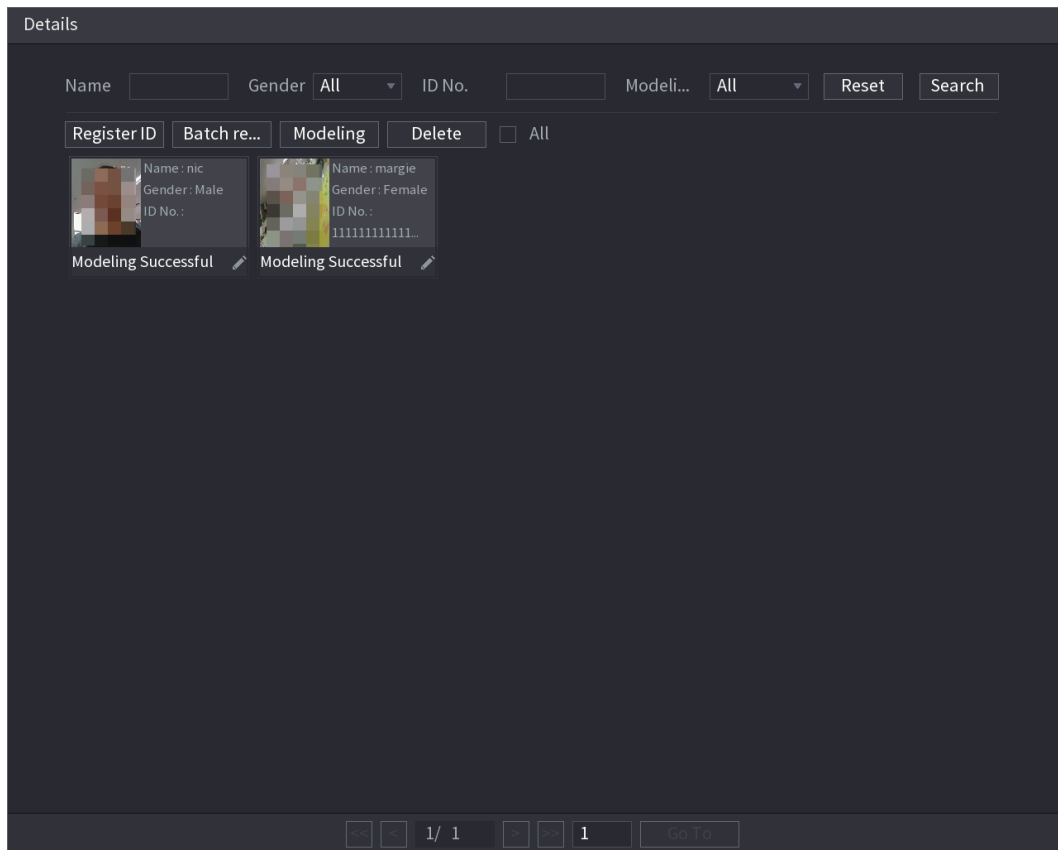 Details
Name Gender All ID No. Modeli... All Reset Search
Register ID Batch re... Modeling Delete All
Name : nic
Gender : Male
ID No. :
Modeling Successful
Name : margie
Gender : Female
ID No. :
111111111111...
Modeling Successful
<< < 1/ 1 > >> 1 Go To